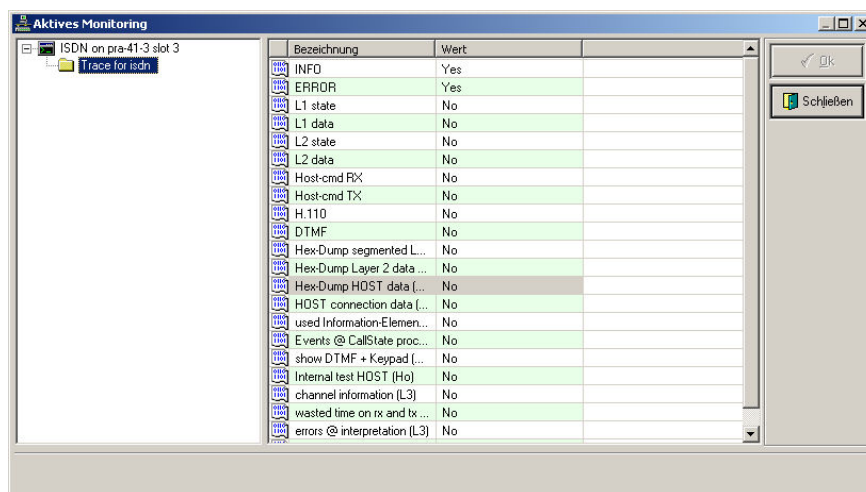 Aktives Monitoring
ISDN on pra-41-3 slot 3
Trace for isdn
Bezeichnung Wert
INFO Yes
ERROR Yes
L1 state No
L1 data No
L2 state No
L2 data No
Host-cmd RX No
Host-cmd TX No
H.110 No
DTMF No
Hex-Dump segmented L... No
Hex-Dump Layer 2 data ... No
Hex-Dump HOST data (... No
HOST connection data (... No
used Information-Elemen... No
Events @ CallState proc... No
show DTMF + Keypad (... No
Internal test HOST (Ho) No
channel information (L3) No
wasted time on rx and tx ... No
errors @ interpretation (L3) No
Ok
Schließen